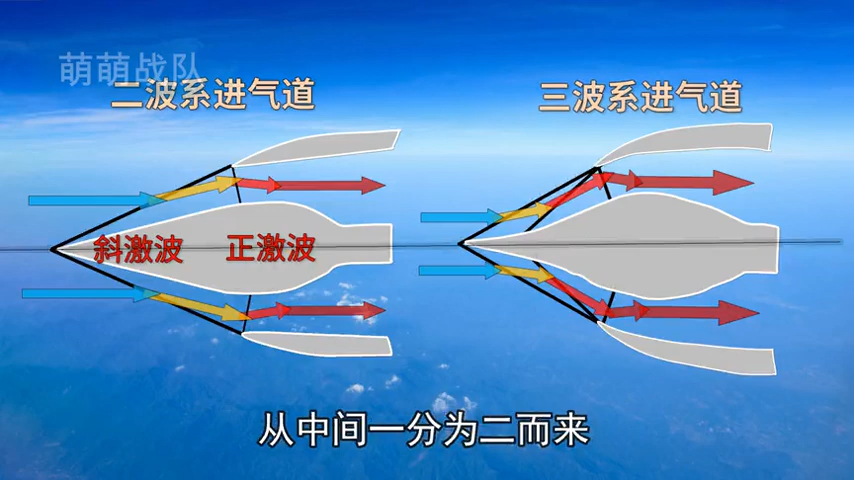 萌萌战队
二波系进气道
三波系进气道
斜激波
正激波
从中间一分为二而来